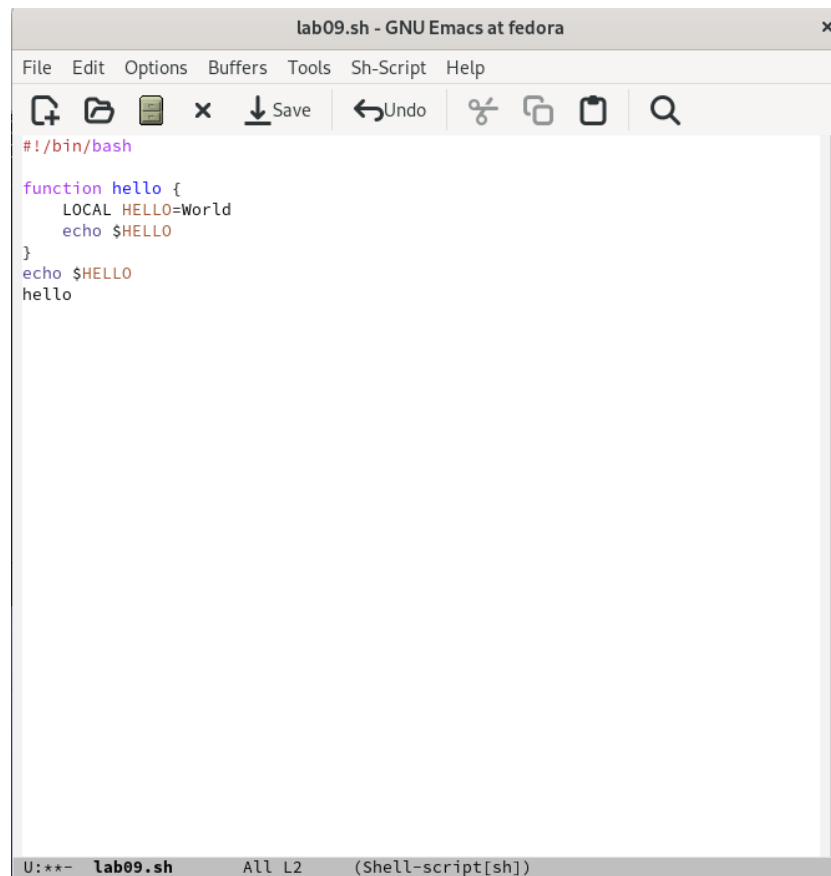 lab09.sh - GNU Emacs at fedora
File Edit Options Buffers Tools Sh-Script Help
Save Undo
#!/bin/bash
function hello {
    LOCAL HELLO=World
    echo $HELLO
}
echo $HELLO
hello
U:**- lab09.sh All L2 (Shell-script[sh])